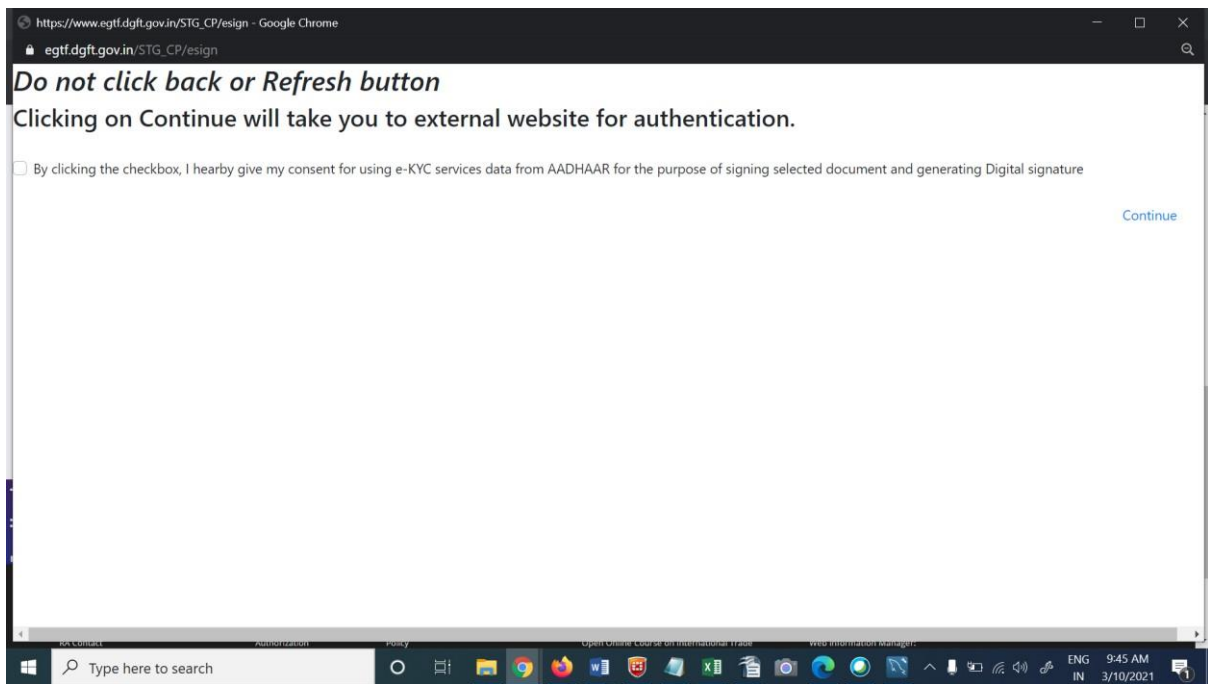 https://www.egtf.dgft.gov.in/STG_CP/esign - Google Chrome
egtf.dgft.gov.in/STG_CP/esign
Do not click back or Refresh button
Clicking on Continue will take you to external website for authentication.
By clicking the checkbox, I hearby give my consent for using e-KYC services data from AADHAAR for the purpose of signing selected document and generating Digital signature
Continue
RA Contact Authorization Policy Open Online Course on International Trade Web Information Manager:
Type here to search
ENG 9:45 AM
IN 3/10/2021